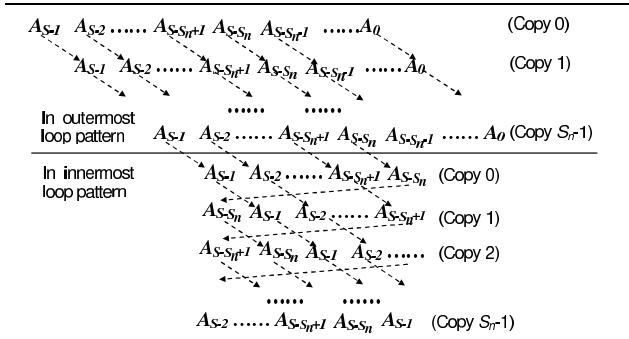 A_{S-1} A_{S-2} …… A_{S-S_n+1} A_{S-S_n} A_{S-S_n-1} …… A_0 (Copy 0)
A_{S-1} A_{S-2} …… A_{S-S_n+1} A_{S-S_n} A_{S-S_n-1} …… A_0 (Copy 1)
…… ……
In outermost
loop pattern
A_{S-1} A_{S-2} …… A_{S-S_n+1} A_{S-S_n} A_{S-S_n-1} …… A_0 (Copy S_n-1)
In innermost
loop pattern
A_{S-1} A_{S-2} …… A_{S-S_n+1} A_{S-S_n} (Copy 0)
A_{S-S_n} A_{S-1} A_{S-2} …… A_{S-S_n+1} (Copy 1)
A_{S-S_n+1} A_{S-S_n} A_{S-1} A_{S-2} …… (Copy 2)
…… ……
A_{S-2} …… A_{S-S_n+1} A_{S-S_n} A_{S-1} (Copy S_n-1)